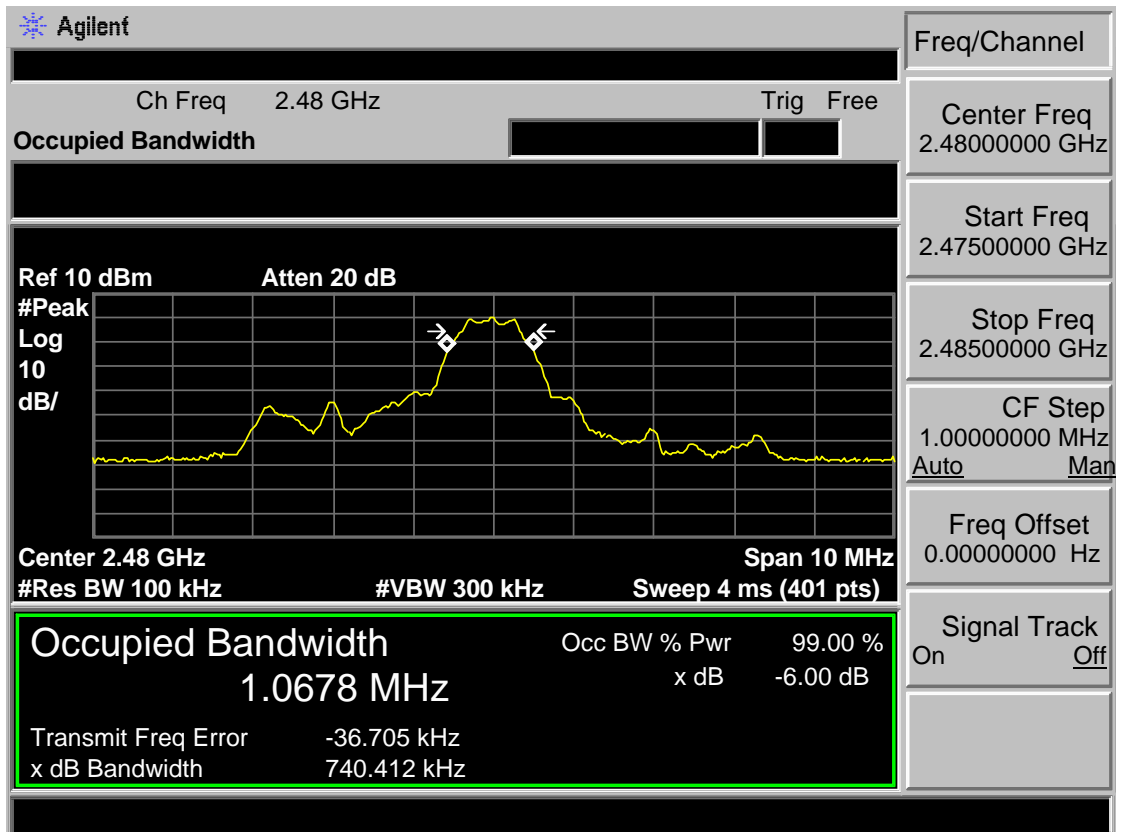 Agilent
Freq/Channel
Ch Freq 2.48 GHz Trig Free
Occupied Bandwidth
Center Freq
2.48000000 GHz
Start Freq
2.47500000 GHz
Ref 10 dBm Atten 20 dB
#Peak
Log
10
dB/
Stop Freq
2.48500000 GHz
CF Step
1.00000000 MHz
Auto Man
Center 2.48 GHz Span 10 MHz
#Res BW 100 kHz #VBW 300 kHz Sweep 4 ms (401 pts)
Freq Offset
0.00000000 Hz
Occupied Bandwidth Occ BW % Pwr 99.00 %
1.0678 MHz x dB -6.00 dB
Transmit Freq Error -36.705 kHz
x dB Bandwidth 740.412 kHz
Signal Track
On Off